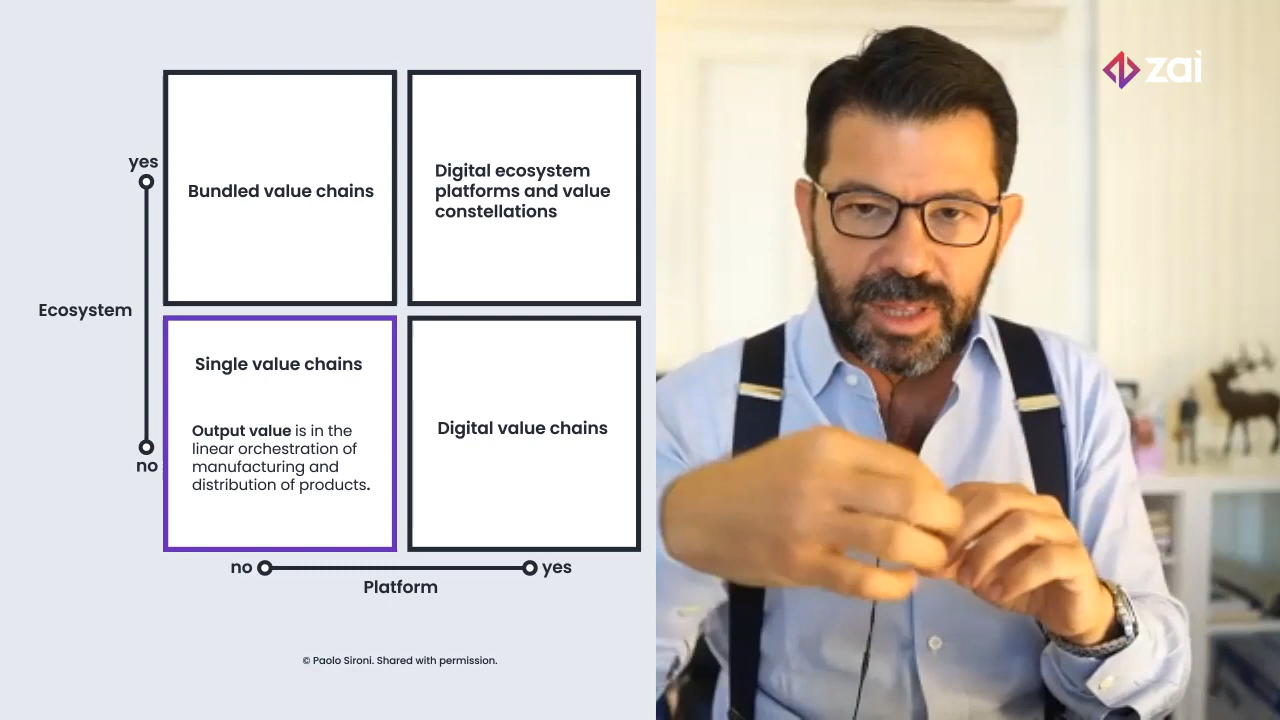 zai
yes
Bundled value chains
Digital ecosystem
platforms and value
constellations
Ecosystem
Single value chains
Output value is in the
linear orchestration of
manufacturing and
distribution of products.
Digital value chains
no
no
yes
Platform
© Paolo Sironi. Shared with permission.